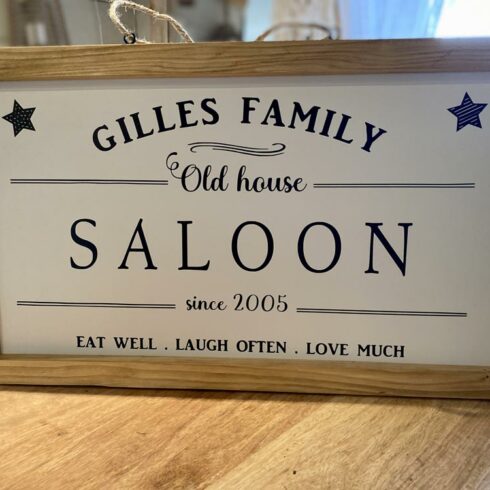 GILLES FAMILY
Old house
SALOON
since 2005
EAT WELL . LAUGH OFTEN . LOVE MUCH